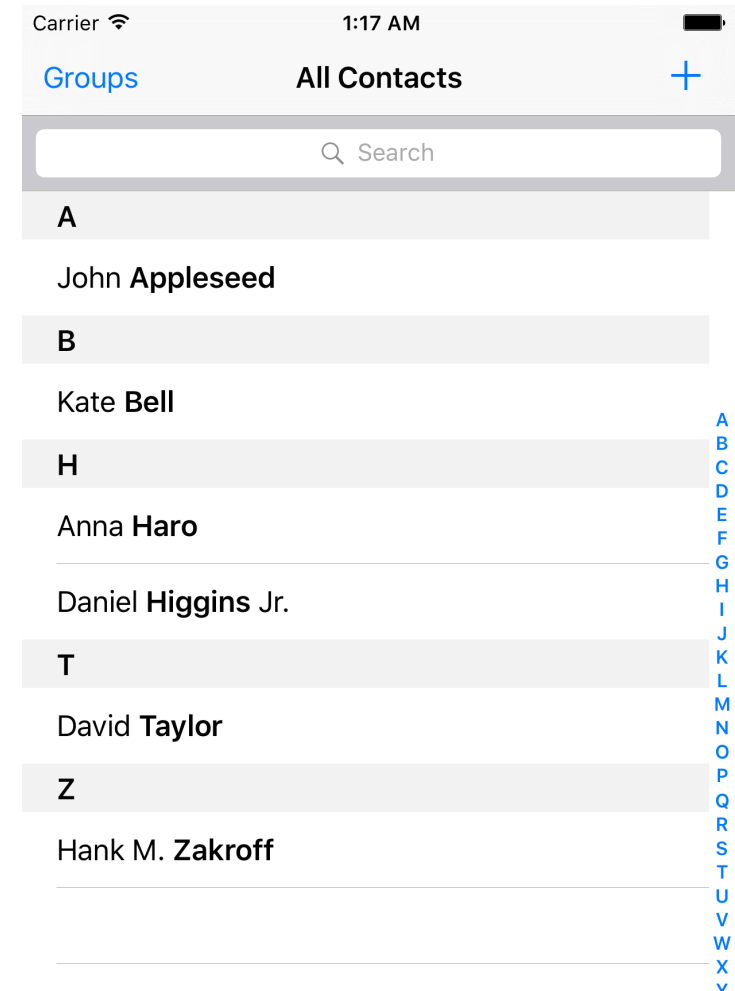 Carrier 1:17 AM
Groups All Contacts +
Search
A
John Appleseed
B
Kate Bell
H
Anna Haro
Daniel Higgins Jr.
T
David Taylor
Z
Hank M. Zakroff
A
B
C
D
E
F
G
H
I
J
K
L
M
N
O
P
Q
R
S
T
U
V
W
X
Y